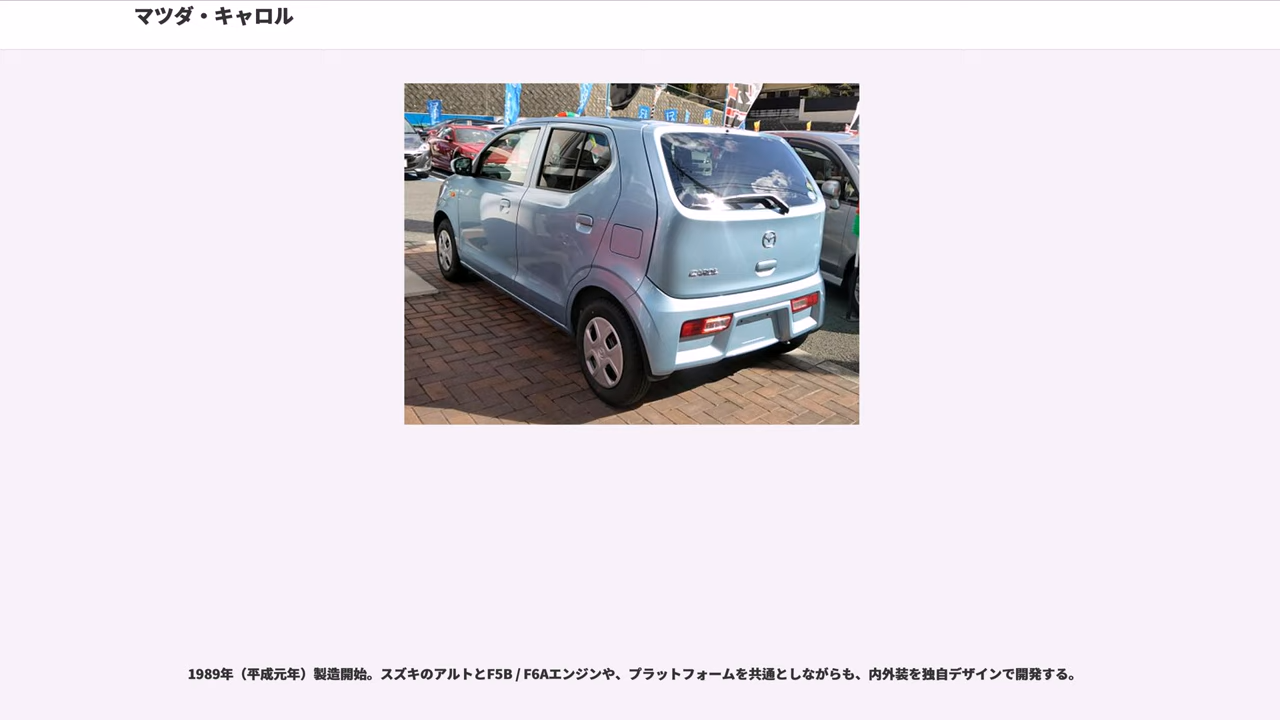 マツダ・キャロル
CAROL
1989年（平成元年）製造開始。スズキのアルトとF5B / F6Aエンジンや、プラットフォームを共通としながらも、内外装を独自デザインで開発する。